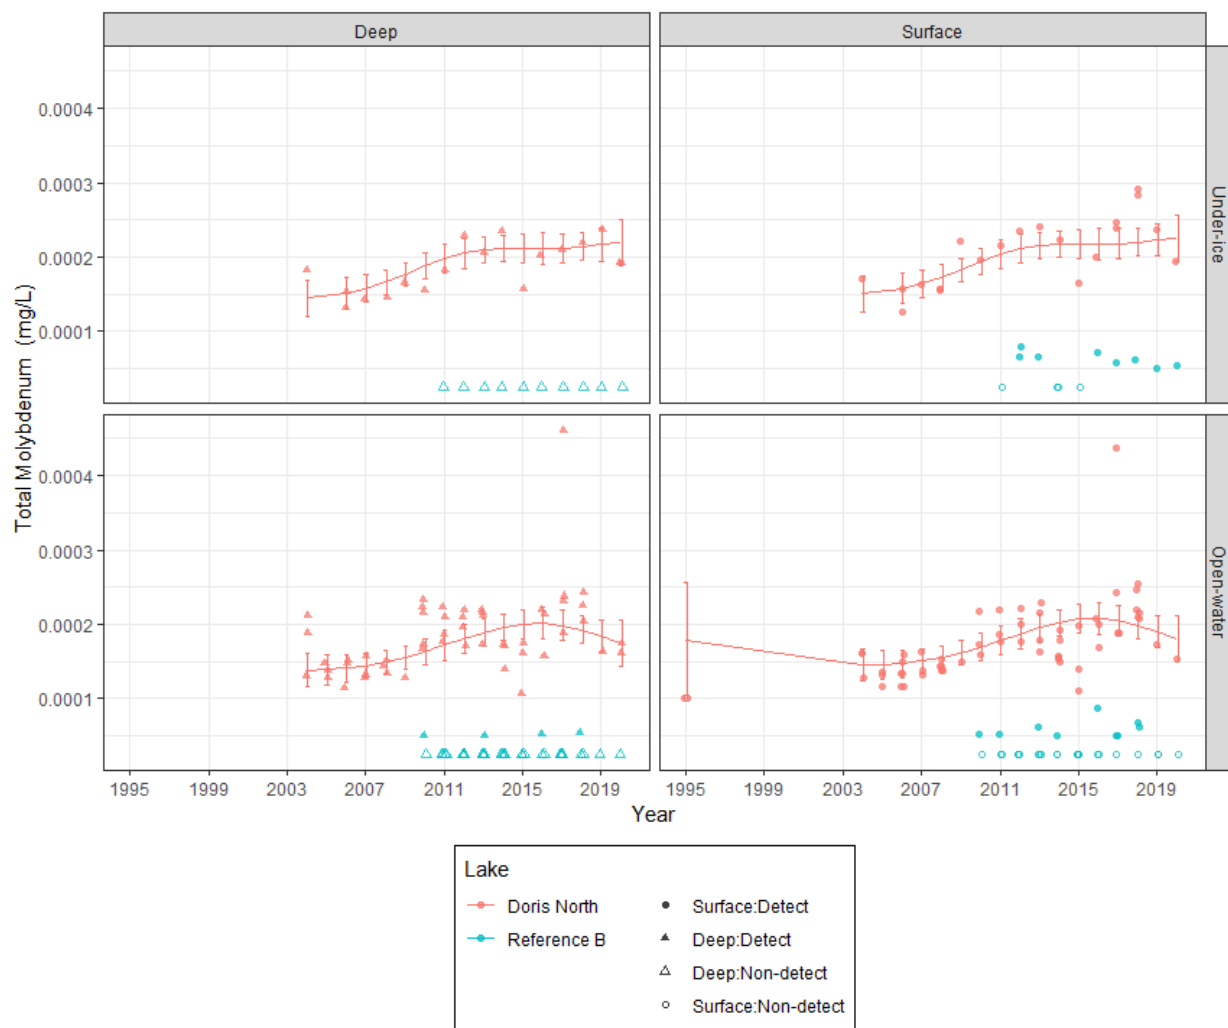 Deep
Surface
Under-ice
Open-water
Total Molybdenum (mg/L)
0.0004
0.0003
0.0002
0.0001
0.0004
0.0003
0.0002
0.0001
1995 1999 2003 2007 2011 2015 2019
1995 1999 2003 2007 2011 2015 2019
Year
Lake
Doris North
Reference B
Surface:Detect
Deep:Detect
Deep:Non-detect
Surface:Non-detect